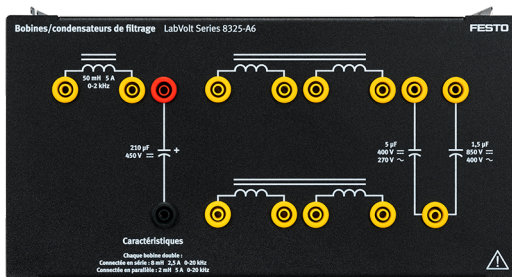 Bobines/condensateurs de filtrage LabVolt Series 8325-A6
FESTO
50 mH 5 A
0-2 kHz
210 µF
450 V ⎓
+
5 µF
400 V ⎓
270 V ~
1,5 µF
850 V ⎓
400 V ~
Caractéristiques
Chaque bobine double :
Connectée en série : 8 mH 2,5 A 0-20 kHz
Connectée en parallèle : 2 mH 5 A 0-20 kHz